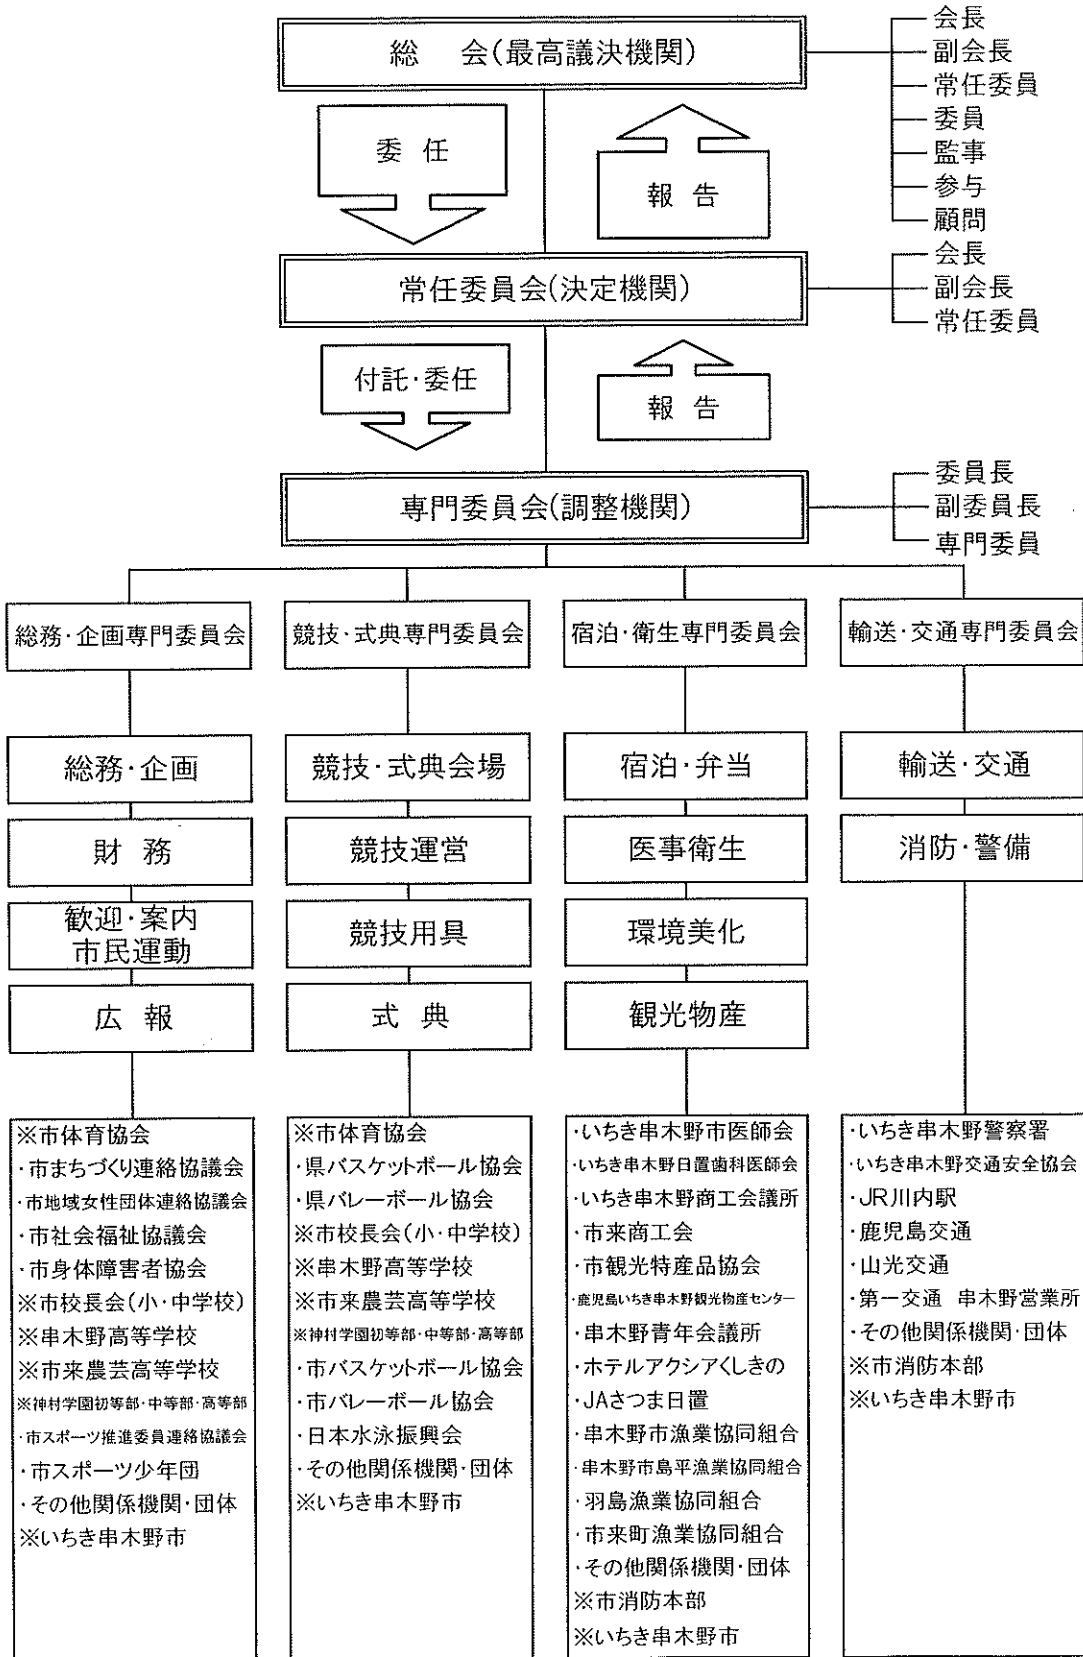 総 会(最高議決機関)
会長
副会長
常任委員
委員
監事
参与
顧問
委 任
報 告
常任委員会(決定機関)
会長
副会長
常任委員
付託・委任
報 告
専門委員会(調整機関)
委員長
副委員長
専門委員
総務・企画専門委員会
総務・企画
財 務
歓迎・案内
市民運動
広 報
※市体育協会
・市まちづくり連絡協議会
・市地域女性団体連絡協議会
・市社会福祉協議会
・市身体障害者協会
※市校長会(小・中学校)
※串木野高等学校
※市来農芸高等学校
※神村学園初等部・中等部・高等部
・市スポーツ推進委員連絡協議会
・市スポーツ少年団
・その他関係機関・団体
※いちき串木野市
競技・式典専門委員会
競技・式典会場
競技運営
競技用具
式 典
※市体育協会
・県バスケットボール協会
・県バレーボール協会
※市校長会(小・中学校)
※串木野高等学校
※市来農芸高等学校
※神村学園初等部・中等部・高等部
・市バスケットボール協会
・市バレーボール協会
・日本水泳振興会
・その他関係機関・団体
※いちき串木野市
宿泊・衛生専門委員会
宿泊・弁当
医事衛生
環境美化
観光物産
・いちき串木野市医師会
・いちき串木野日置歯科医師会
・いちき串木野商工会議所
・市来商工会
・市観光特産品協会
・鹿児島いちき串木野観光物産センター
・串木野青年会議所
・ホテルアクシアくしきの
・JAさつま日置
・串木野市漁業協同組合
・串木野市島平漁業協同組合
・羽島漁業協同組合
・市来町漁業協同組合
・その他関係機関・団体
※市消防本部
※いちき串木野市
輸送・交通専門委員会
輸送・交通
消防・警備
・いちき串木野警察署
・いちき串木野交通安全協会
・JR川内駅
・鹿児島交通
・山光交通
・第一交通 串木野営業所
・その他関係機関・団体
※市消防本部
※いちき串木野市